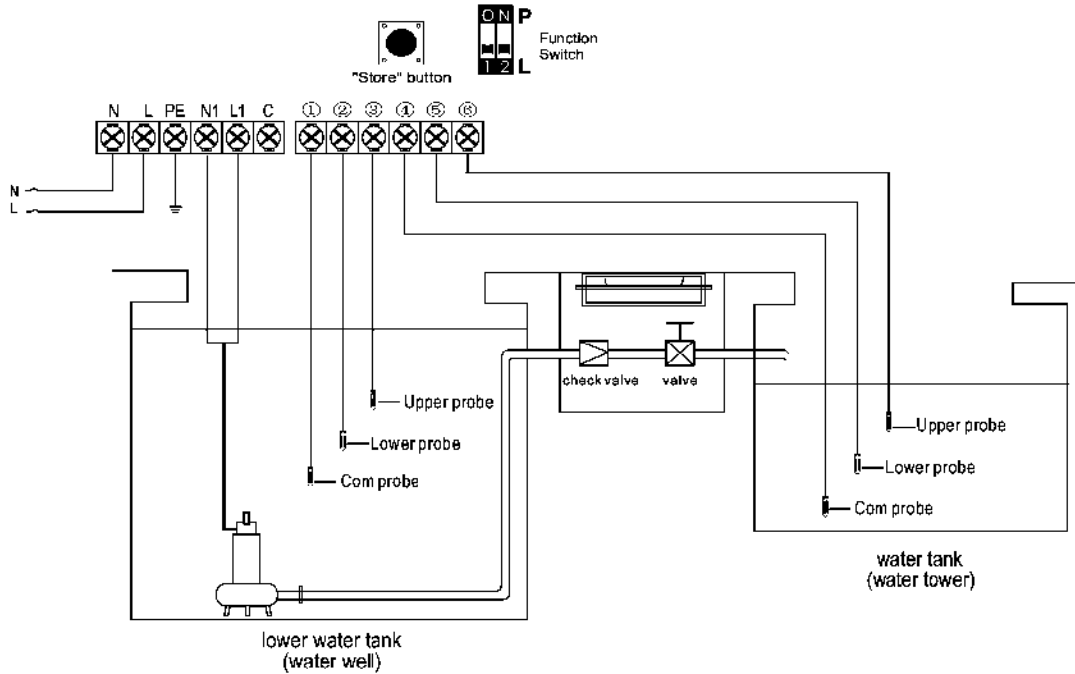 ON P
Function
Switch
1 2 L
"Store" button
N L PE N1 L1 C ① ② ③ ④ ⑤ ⑥
N
L
check valve
valve
Upper probe
Lower probe
Com probe
Upper probe
Lower probe
Com probe
water tank
(water tower)
lower water tank
(water well)